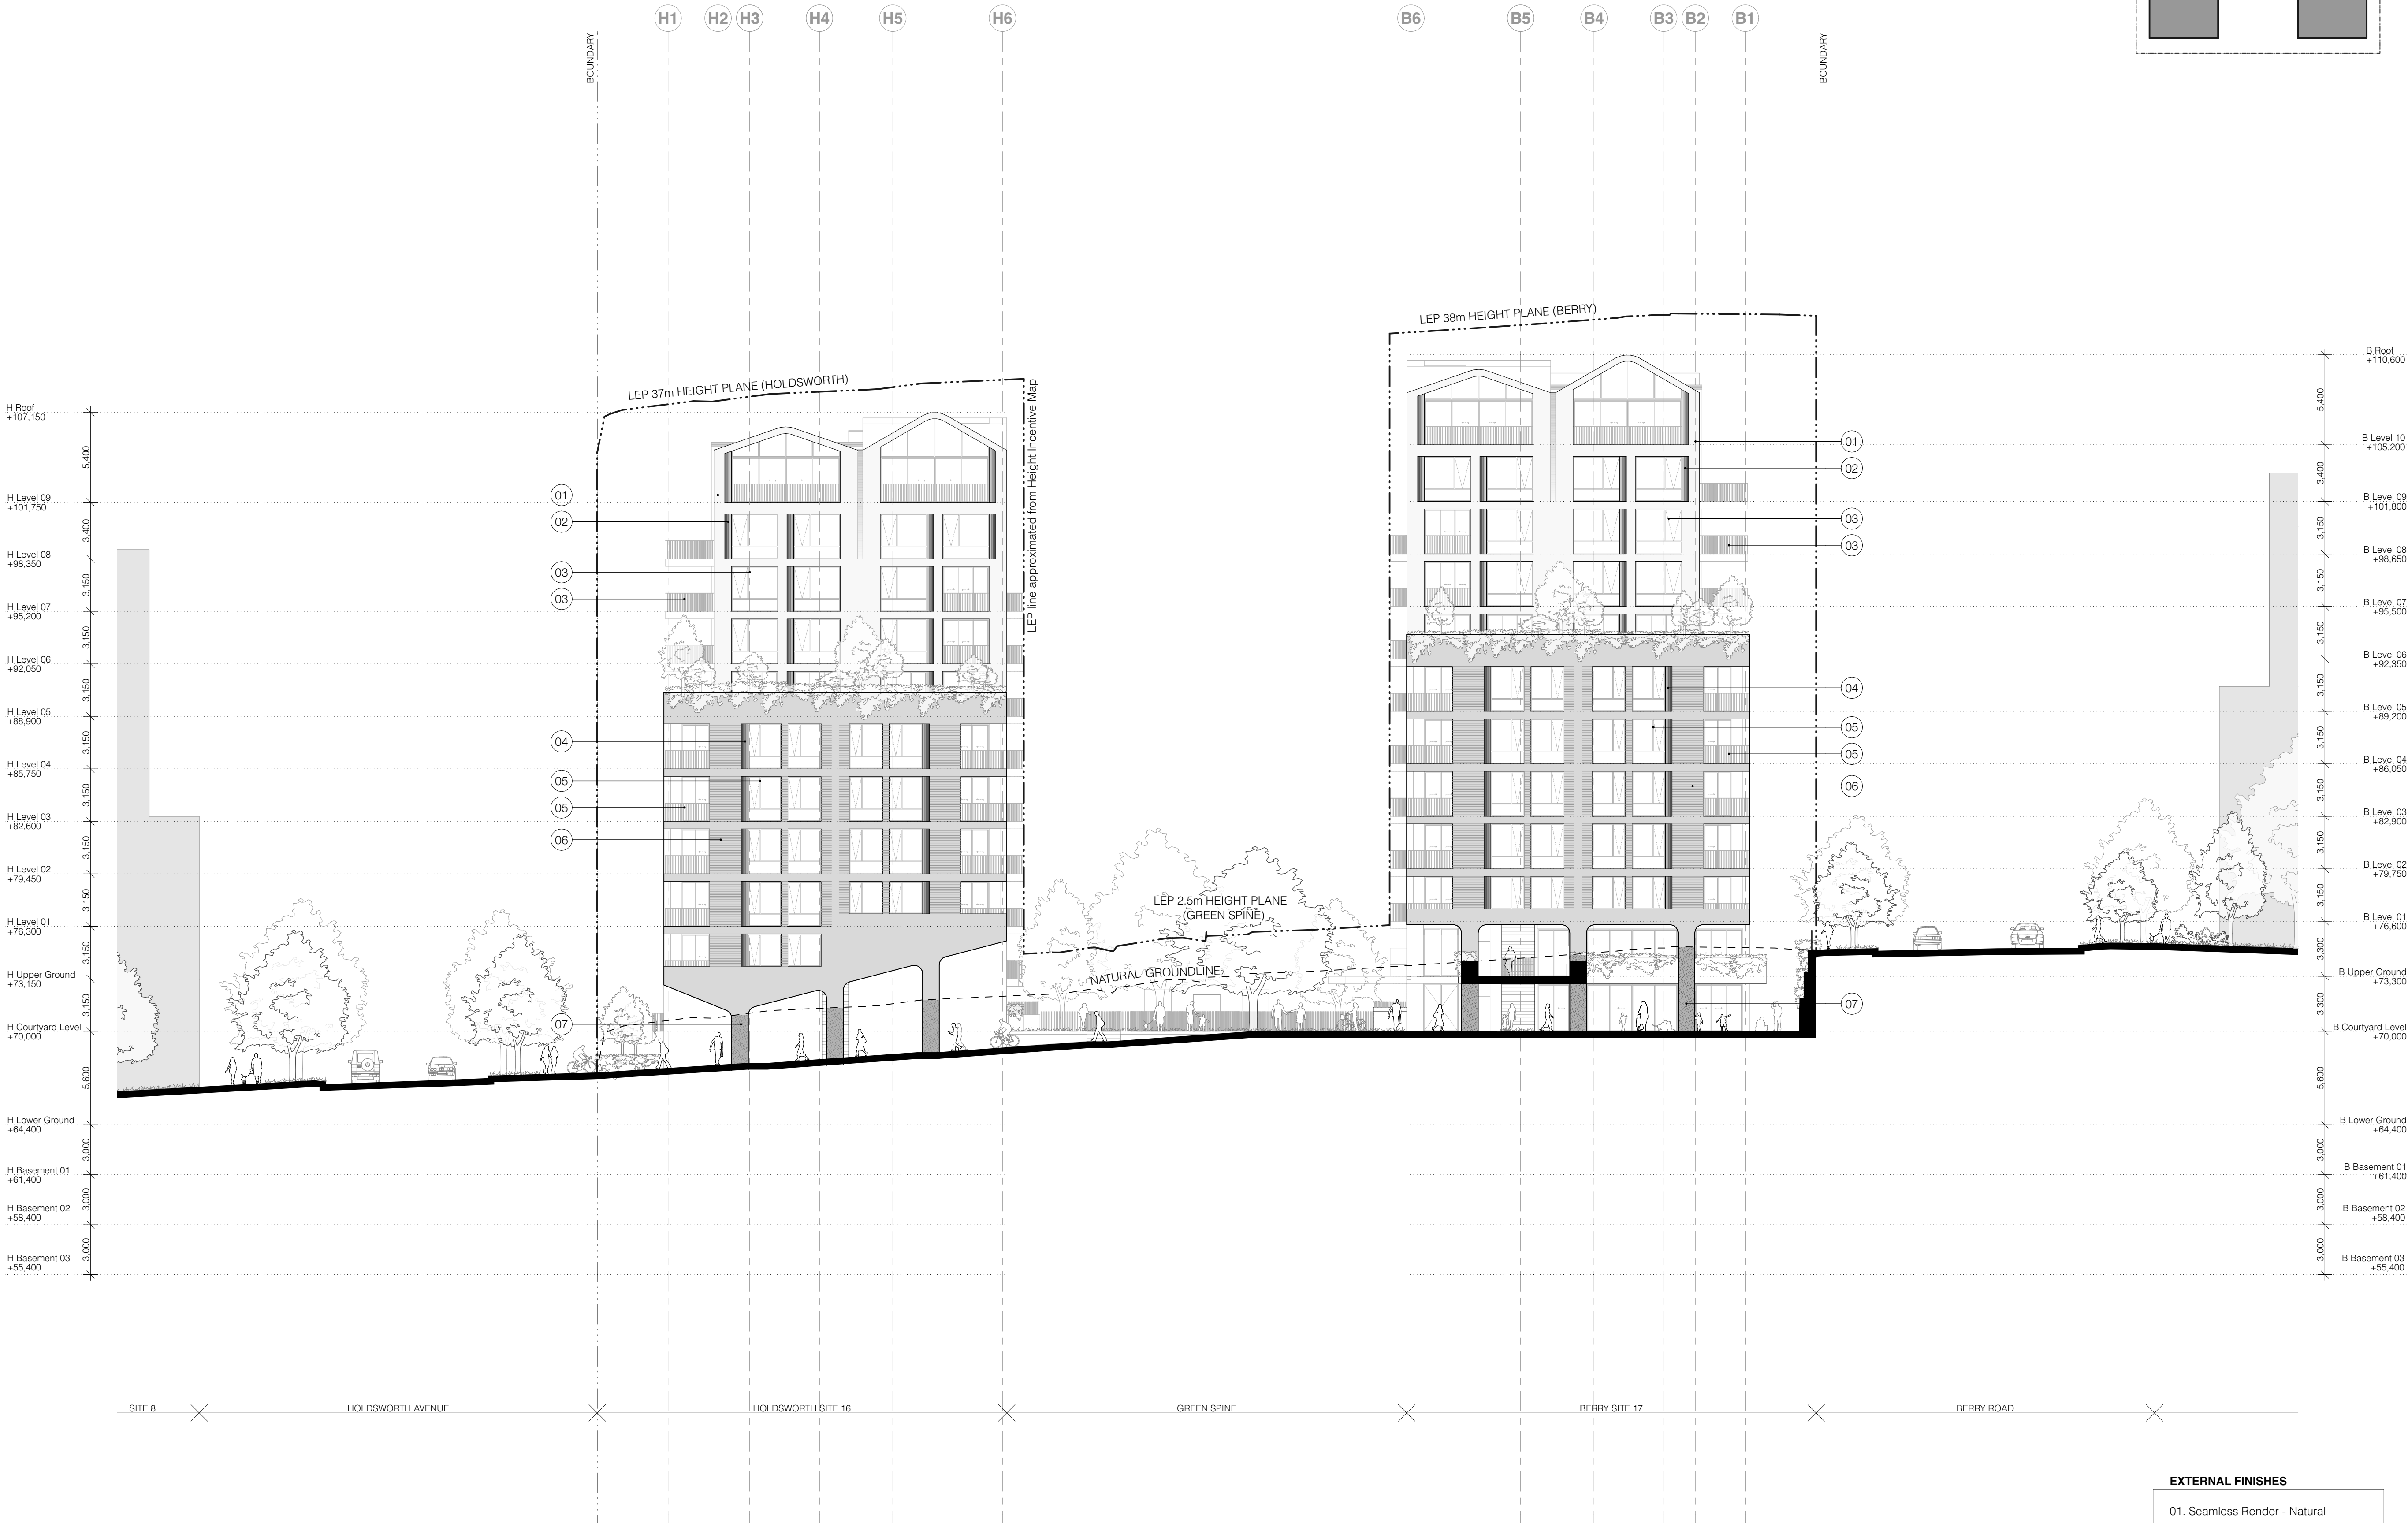 H1
H2
H3
H4
H5
H6
B6
B5
B4
B3
B2
B1
BOUNDARY
BOUNDARY
LEP 38m HEIGHT PLANE (BERRY)
LEP 37m HEIGHT PLANE (HOLDSWORTH)
LEP line approximated from Height Incentive Map
LEP 2.5m HEIGHT PLANE
(GREEN SPINE)
NATURAL GROUNDLINE
H Roof
+107,150
5,400
H Level 09
+101,750
3,400
H Level 08
+98,350
3,150
H Level 07
+95,200
3,150
H Level 06
+92,050
3,150
H Level 05
+88,900
3,150
H Level 04
+85,750
3,150
H Level 03
+82,600
3,150
H Level 02
+79,450
3,150
H Level 01
+76,300
3,150
H Upper Ground
+73,150
3,150
H Courtyard Level
+70,000
5,600
H Lower Ground
+64,400
3,000
H Basement 01
+61,400
3,000
H Basement 02
+58,400
3,000
H Basement 03
+55,400
01
02
03
03
04
05
05
06
07
01
02
03
03
04
05
05
06
07
B Roof
+110,600
5,400
B Level 10
+105,200
3,400
B Level 09
+101,800
3,150
B Level 08
+98,650
3,150
B Level 07
+95,500
3,150
B Level 06
+92,350
3,150
B Level 05
+89,200
3,150
B Level 04
+86,050
3,150
B Level 03
+82,900
3,150
B Level 02
+79,750
3,150
B Level 01
+76,600
3,300
B Upper Ground
+73,300
3,300
B Courtyard Level
+70,000
5,600
B Lower Ground
+64,400
3,000
B Basement 01
+61,400
3,000
B Basement 02
+58,400
3,000
B Basement 03
+55,400
SITE 8
HOLDSWORTH AVENUE
HOLDSWORTH SITE 16
GREEN SPINE
BERRY SITE 17
BERRY ROAD
EXTERNAL FINISHES
01. Seamless Render - Natural